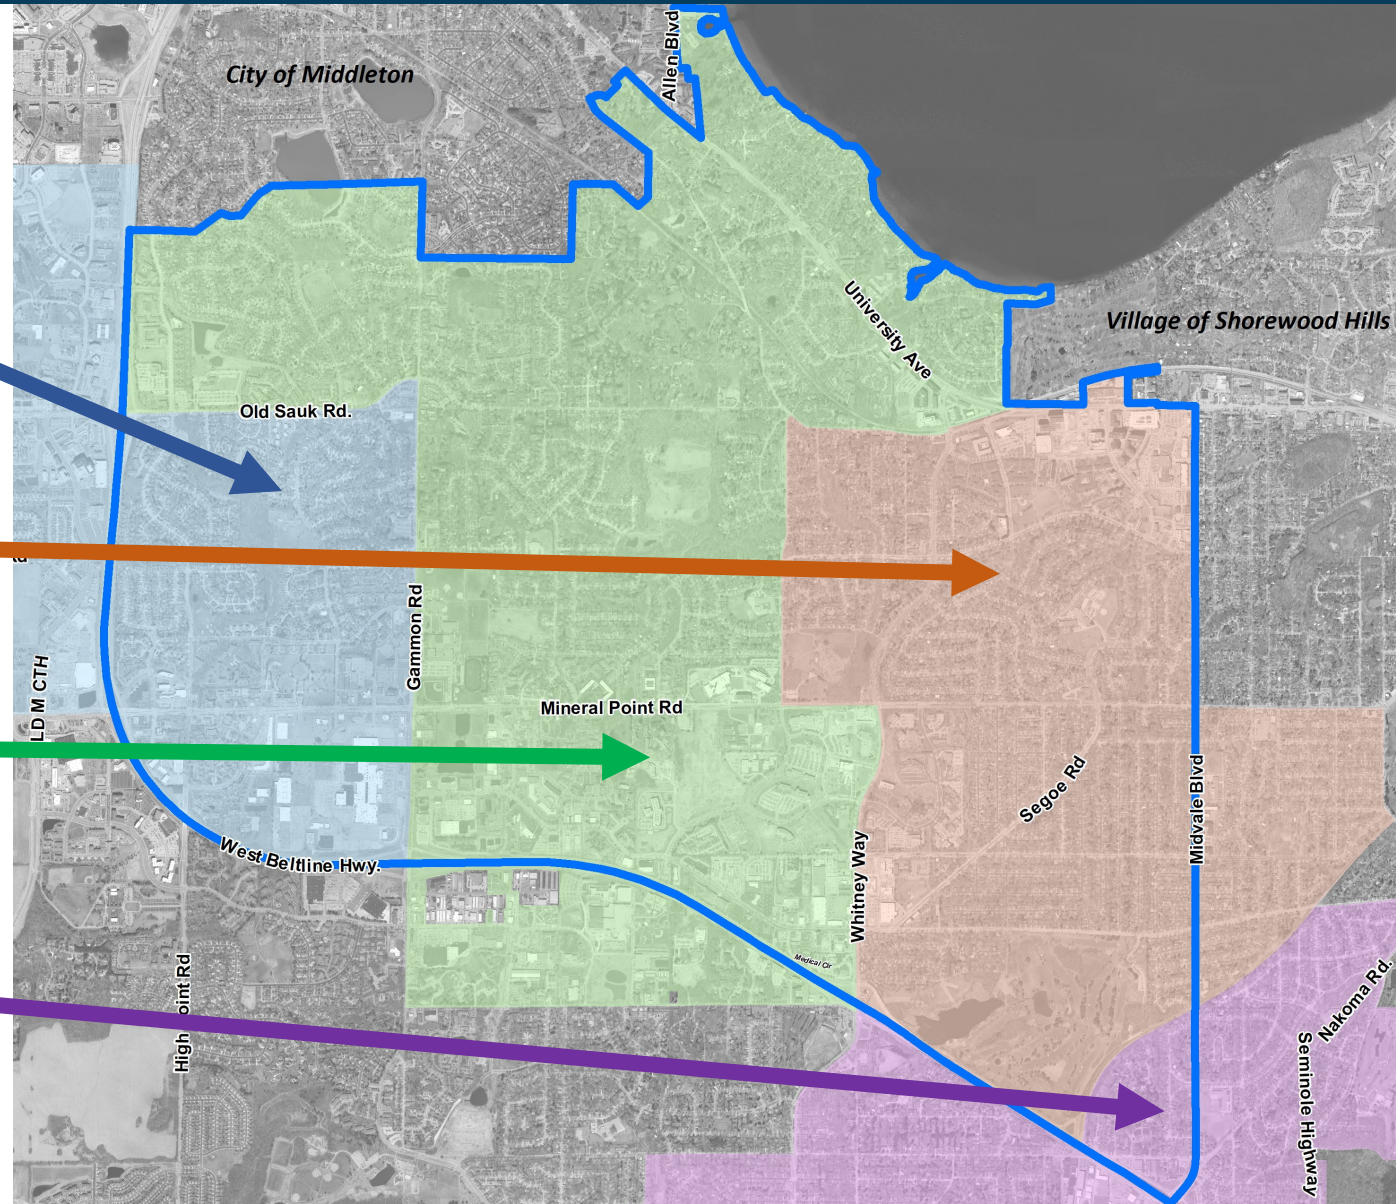 Allen Blvd
City of Middleton
University Ave
Village of Shorewood Hills
Old Sauk Rd.
Gammon Rd
LD M CTH
Mineral Point Rd
Segoe Rd
Midvale Blvd
West Beltline Hwy.
Whitney Way
Medical Cir
High oint Rd
Nakoma Rd.
Seminole Highway